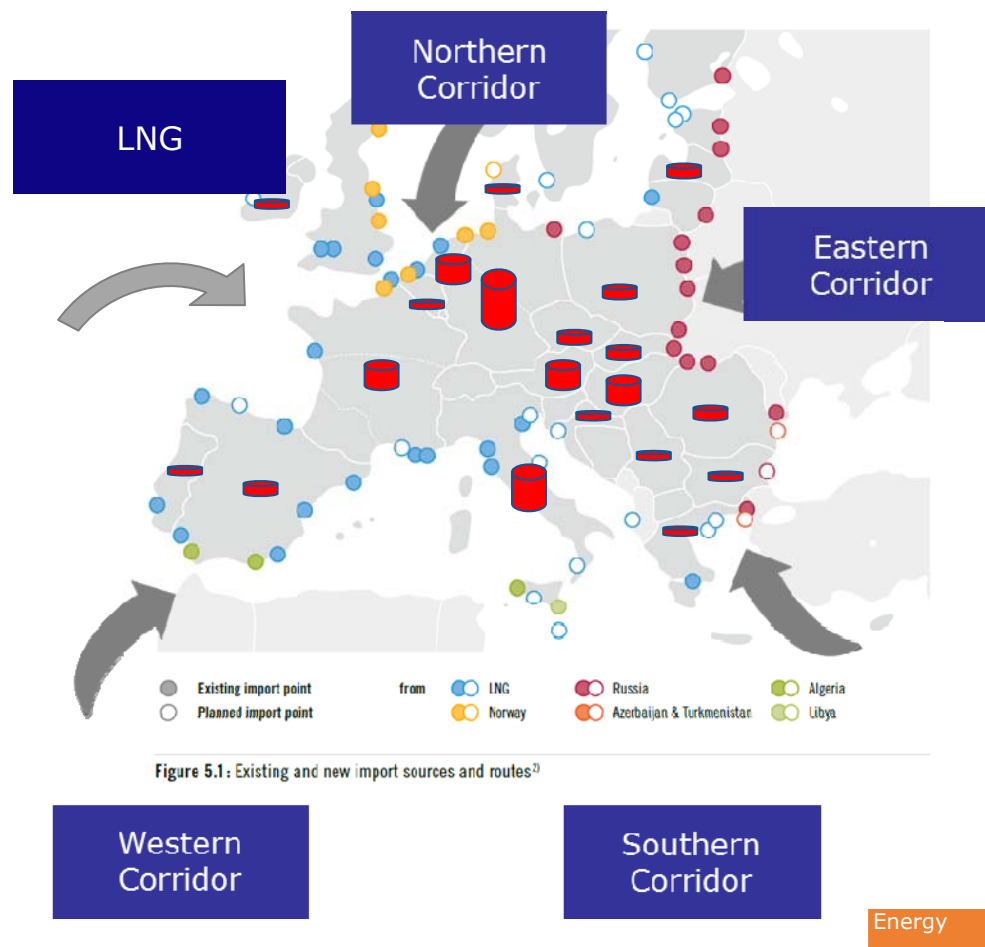 Northern
Corridor
LNG
Eastern
Corridor
Existing import point from LNG Russia Algeria
Planned import point Norway Azerbaijan & Turkmenistan Libya
Figure 5.1: Existing and new import sources and routes²⁾
Western
Corridor
Southern
Corridor
Energy